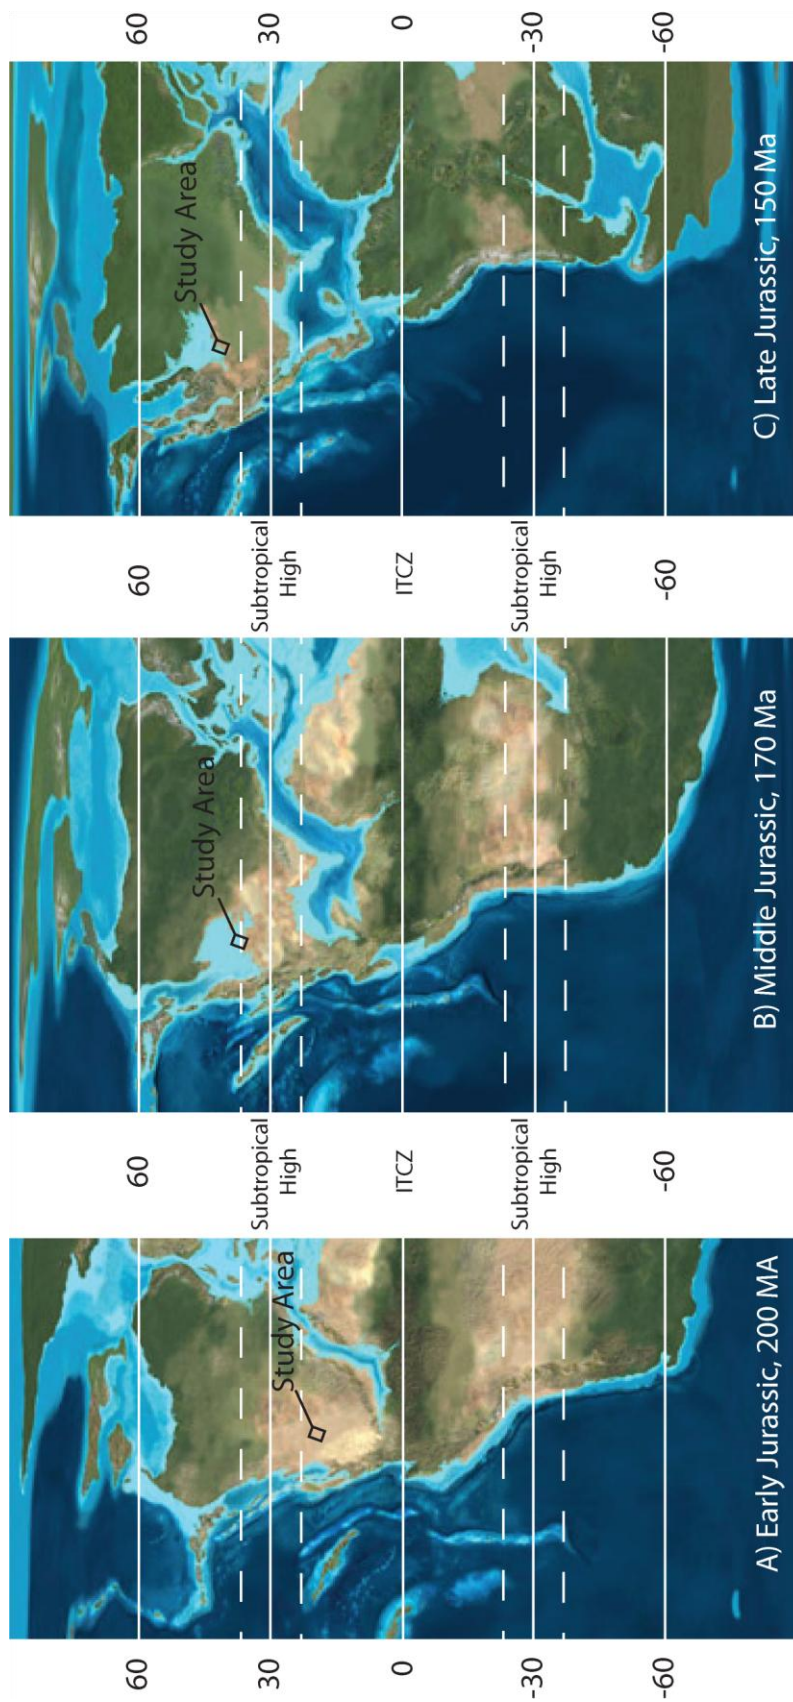 60
30
0
-30
-60
Study Area
A) Early Jurassic, 200 MA
60
Subtropical
High
ITCZ
Subtropical
High
-60
Study Area
B) Middle Jurassic, 170 Ma
60
Subtropical
High
ITCZ
Subtropical
High
-60
Study Area
C) Late Jurassic, 150 Ma
60
30
0
-30
-60